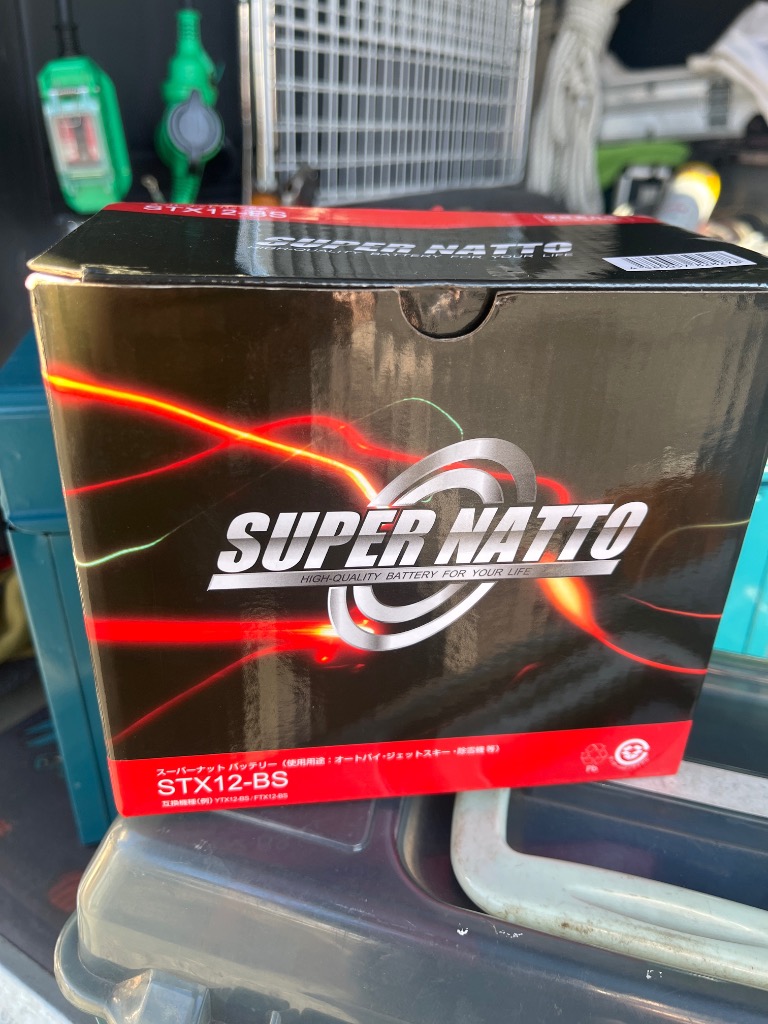 STX12-BS
SUPER NATTO
HIGH-QUALITY BATTERY FOR YOUR LIFE
SUPER NATTO
HIGH-QUALITY BATTERY FOR YOUR LIFE
スーパーナット バッテリー（使用用途：オートバイ・ジェットスキー・除雪機 等）
STX12-BS
互換機種（例）YTX12-BS / FTX12-BS
Pb